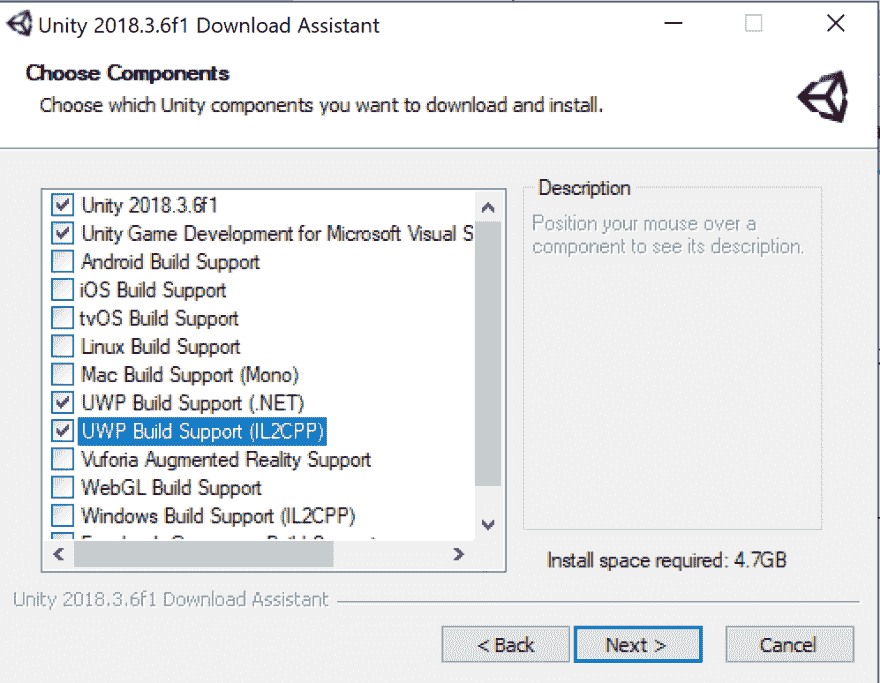 Unity 2018.3.6f1 Download Assistant
Choose Components
Choose which Unity components you want to download and install.
Unity 2018.3.6f1
Unity Game Development for Microsoft Visual S
Android Build Support
iOS Build Support
tvOS Build Support
Linux Build Support
Mac Build Support (Mono)
UWP Build Support (.NET)
UWP Build Support (IL2CPP)
Vuforia Augmented Reality Support
WebGL Build Support
Windows Build Support (IL2CPP)
Description
Position your mouse over a
component to see its description.
Install space required: 4.7GB
Unity 2018.3.6f1 Download Assistant
< Back
Next >
Cancel